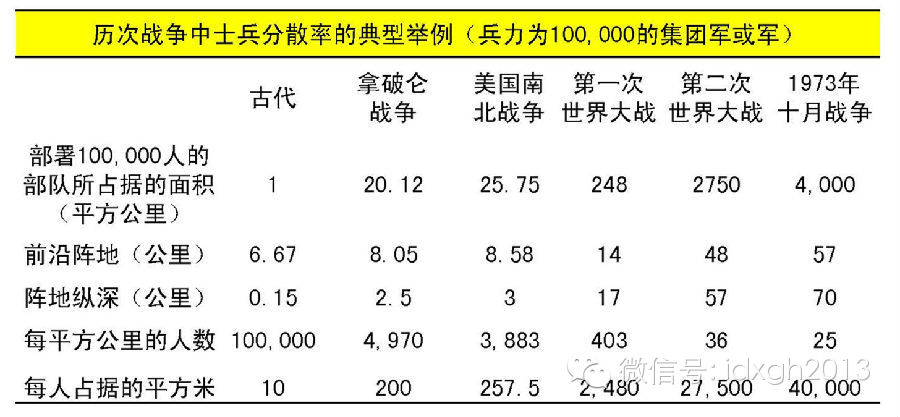 历次战争中士兵分散率的典型举例（兵力为100,000的集团军或军）
古代 拿破仑战争 美国南北战争 第一次世界大战 第二次世界大战 1973年十月战争
部署100,000人的部队所占据的面积（平方公里） 1 20.12 25.75 248 2750 4,000
前沿阵地（公里） 6.67 8.05 8.58 14 48 57
阵地纵深（公里） 0.15 2.5 3 17 57 70
每平方公里的人数 100,000 4,970 3,883 403 36 25
每人占据的平方米 10 200 257.5 2,480 27,500 40,000
微信号: jdxgh2013